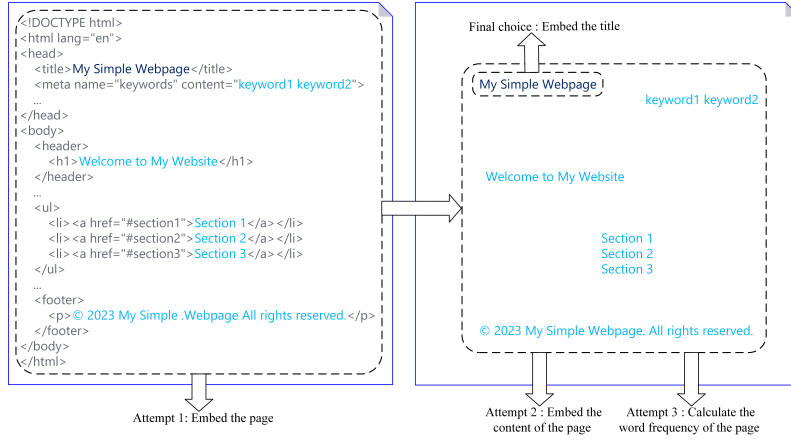 <!DOCTYPE html>
<html lang="en">
<head>
<title>My Simple Webpage</title>
<meta name="keywords" content="keyword1 keyword2">
...
</head>
<body>
<header>
<h1>Welcome to My Website</h1>
</header>
...
<ul>
<li><a href="#section1">Section 1</a></li>
<li><a href="#section2">Section 2</a></li>
<li><a href="#section3">Section 3</a></li>
</ul>
...
<footer>
<p>© 2023 My Simple .Webpage All rights reserved.</p>
</footer>
</body>
</html>
Attempt 1: Embed the page
Final choice : Embed the title
My Simple Webpage
keyword1 keyword2
Welcome to My Website
Section 1
Section 2
Section 3
© 2023 My Simple Webpage. All rights reserved.
Attempt 2 : Embed the
content of the page
Attempt 3 : Calculate the
word frequency of the page